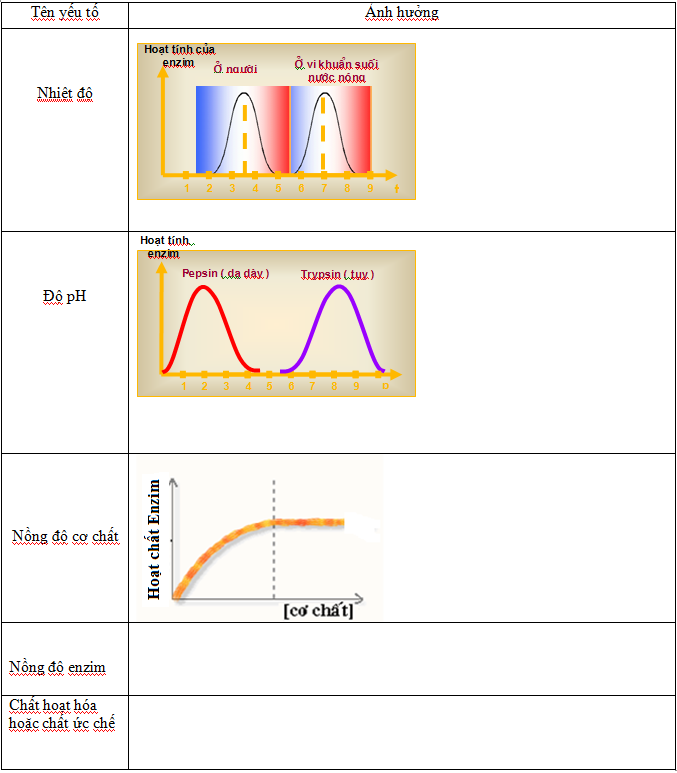 Tên yếu tố
Ảnh hưởng
Nhiệt độ
Hoạt tính của
enzim
Ở người
Ở vi khuẩn suối
nước nóng
1 2 3 4 5 6 7 8 9 t
Độ pH
Hoạt tính
enzim
Pepsin ( dạ dày )
Trypsin ( tụy )
1 2 3 4 5 6 7 8 9
Nồng độ cơ chất
Hoạt chất Enzim
[cơ chất]
Nồng độ enzim
Chất hoạt hóa
hoặc chất ức chế